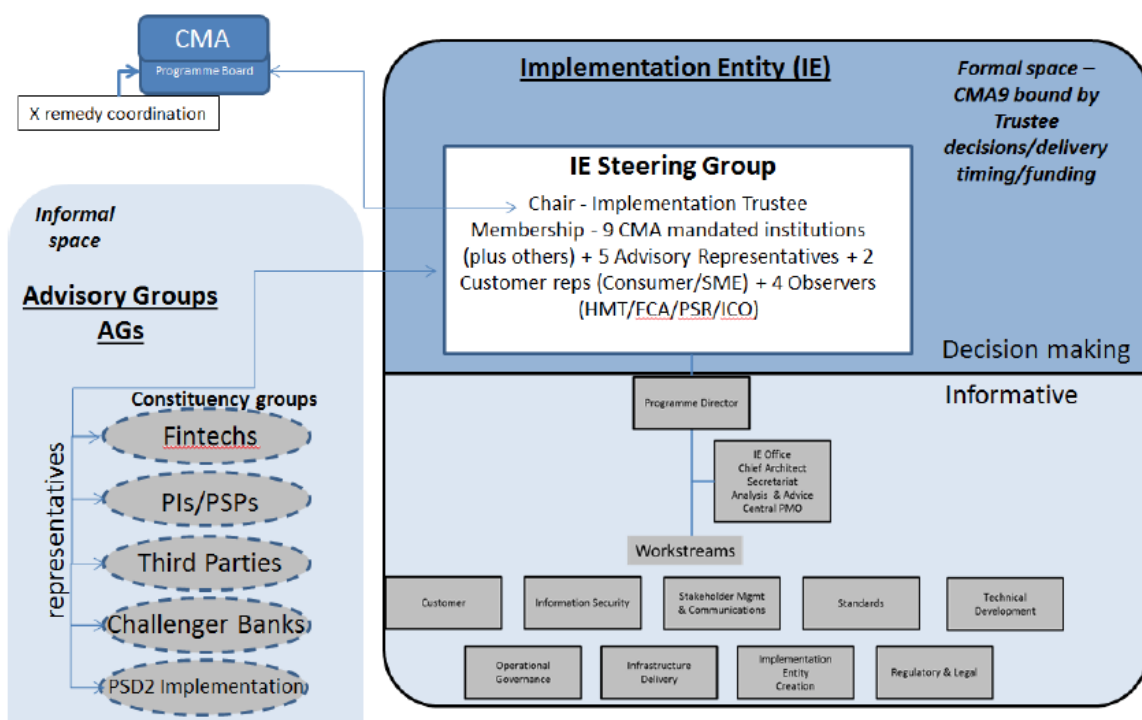 CMA
Programme Board
X remedy coordination
Implementation Entity (IE)
Formal space –
CMA9 bound by
Trustee
decisions/delivery
timing/funding
IE Steering Group
Chair - Implementation Trustee
Membership - 9 CMA mandated institutions
(plus others) + 5 Advisory Representatives + 2
Customer reps (Consumer/SME) + 4 Observers
(HMT/FCA/PSR/ICO)
Decision making
Informal
space
Advisory Groups
AGs
Constituency groups
representatives
Fintechs
PIs/PSPs
Third Parties
Challenger Banks
PSD2 Implementation
Informative
Programme Director
IE Office
Chief Architect
Secretariat
Analysis & Advice
Central PMO
Workstreams
Customer
Information Security
Stakeholder Mgmt
& Communications
Standards
Technical
Development
Operational
Governance
Infrastructure
Delivery
Implementation
Entity
Creation
Regulatory & Legal